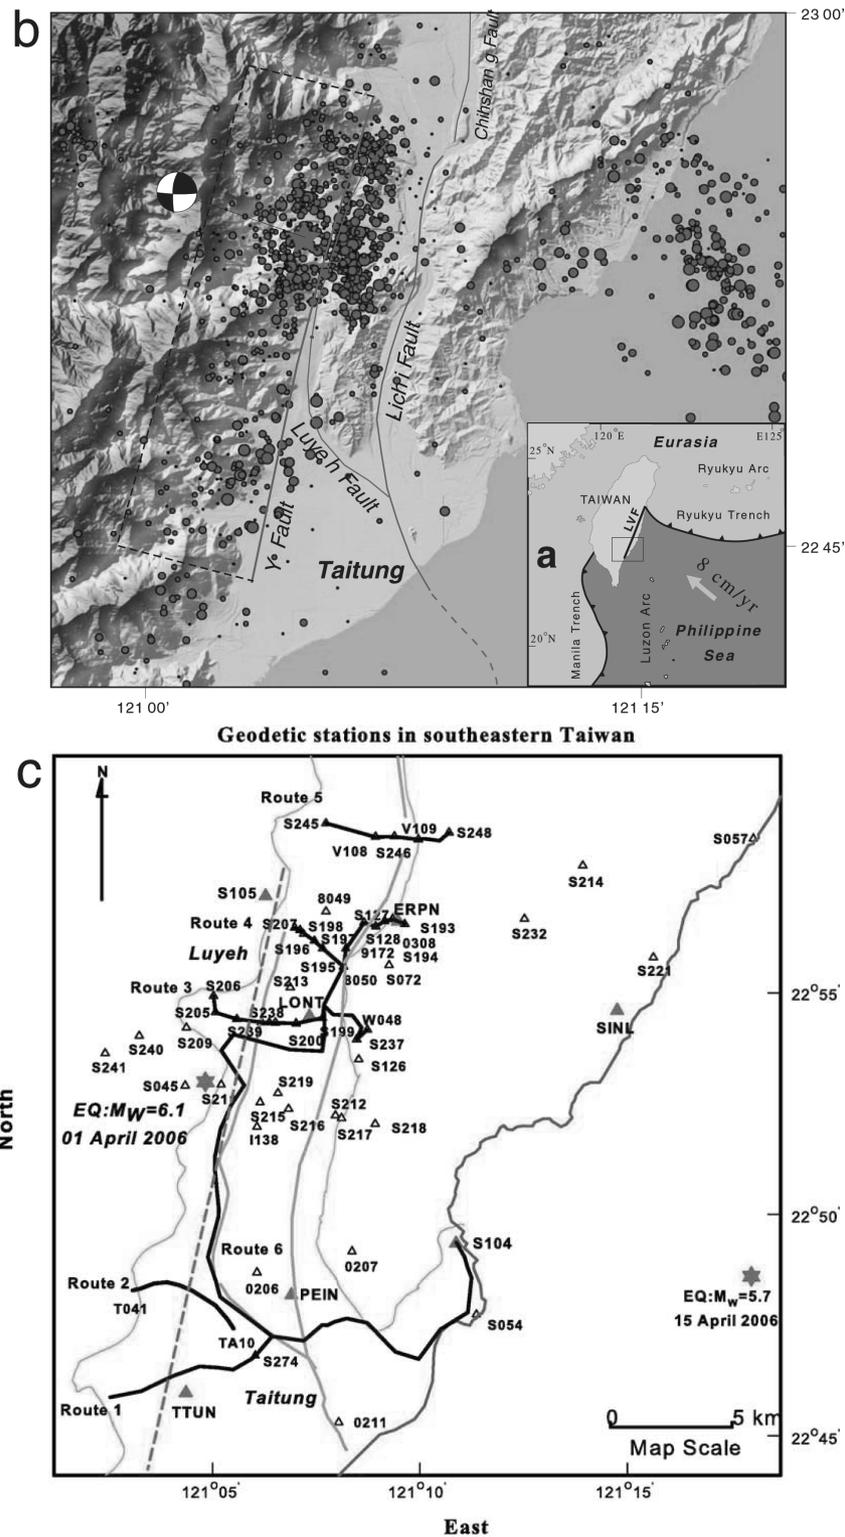 b
23 00'
Chihshan g Fault
Lich'i Fault
Luye h Fault
Y. Fault
Taitung
22 45'
120°E
E125
25°N
Eurasia
Ryukyu Arc
TAIWAN
LVF
Ryukyu Trench
a
8 cm/yr
Manila Trench
Luzon Arc
Philippine
Sea
20°N
121 00'
121 15'
Geodetic stations in southeastern Taiwan
c
N
Route 5
S245
V109
S248
V108
S246
S057
S214
S105
8049
ERPN
S127
Route 4
S207
S198
S193
S232
S197
S128
0308
S196
9172
S194
Luyeh
S195
S221
S213
8050
S072
Route 3
S206
LONT
22°55'
S205
S238
W048
SINL
S239
S199
S209
S200
S237
S240
S126
S241
S219
S045
S211
S212
EQ:Mw=6.1
S215
S216
S218
01 April 2006
I138
S217
North
22°50'
Route 6
S104
0207
Route 2
0206
PEIN
EQ:Mw=5.7
T041
15 April 2006
S054
TA10
S274
Taitung
Route 1
TTUN
0211
0
5 km
Map Scale
22°45'
121°05'
121°10'
121°15'
East